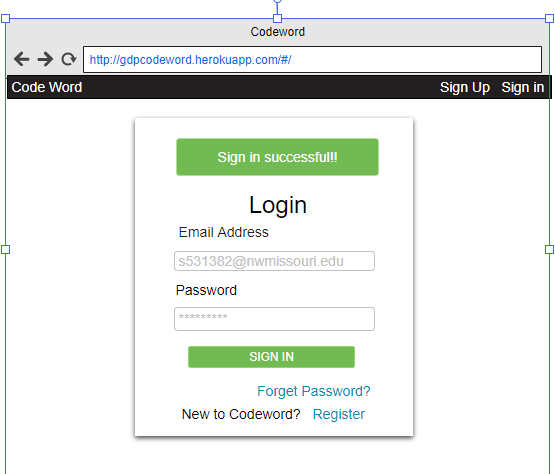 Codeword
http://gdpcodeword.herokuapp.com/#/
Code Word Sign Up Sign in
Sign in successful!!
Login
Email Address
s531382@nwmissouri.edu
Password
*********
SIGN IN
Forget Password?
New to Codeword? Register